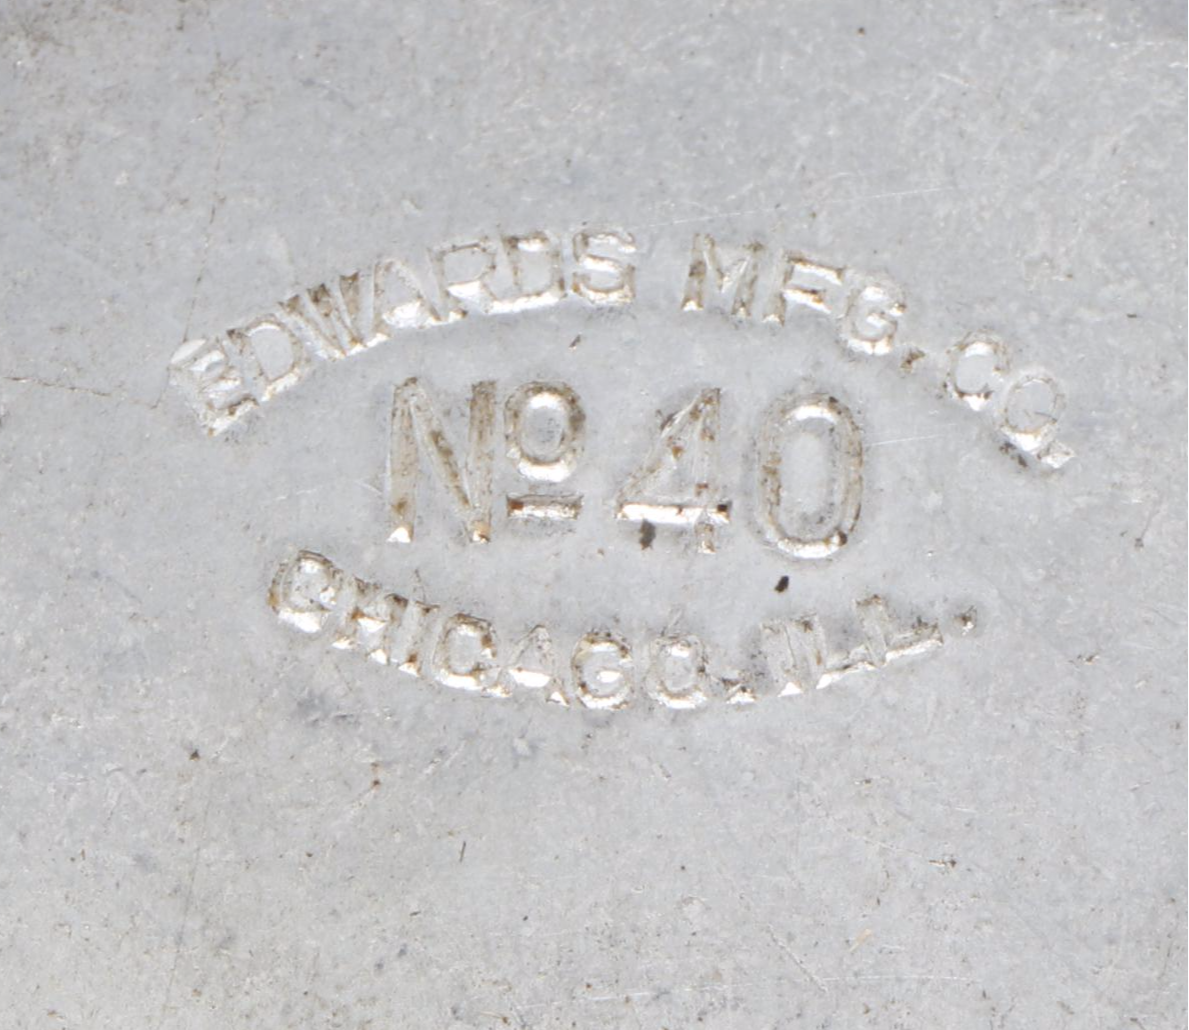 EDWARDS MFG. CO.
Nº 40
CHICAGO. ILL.